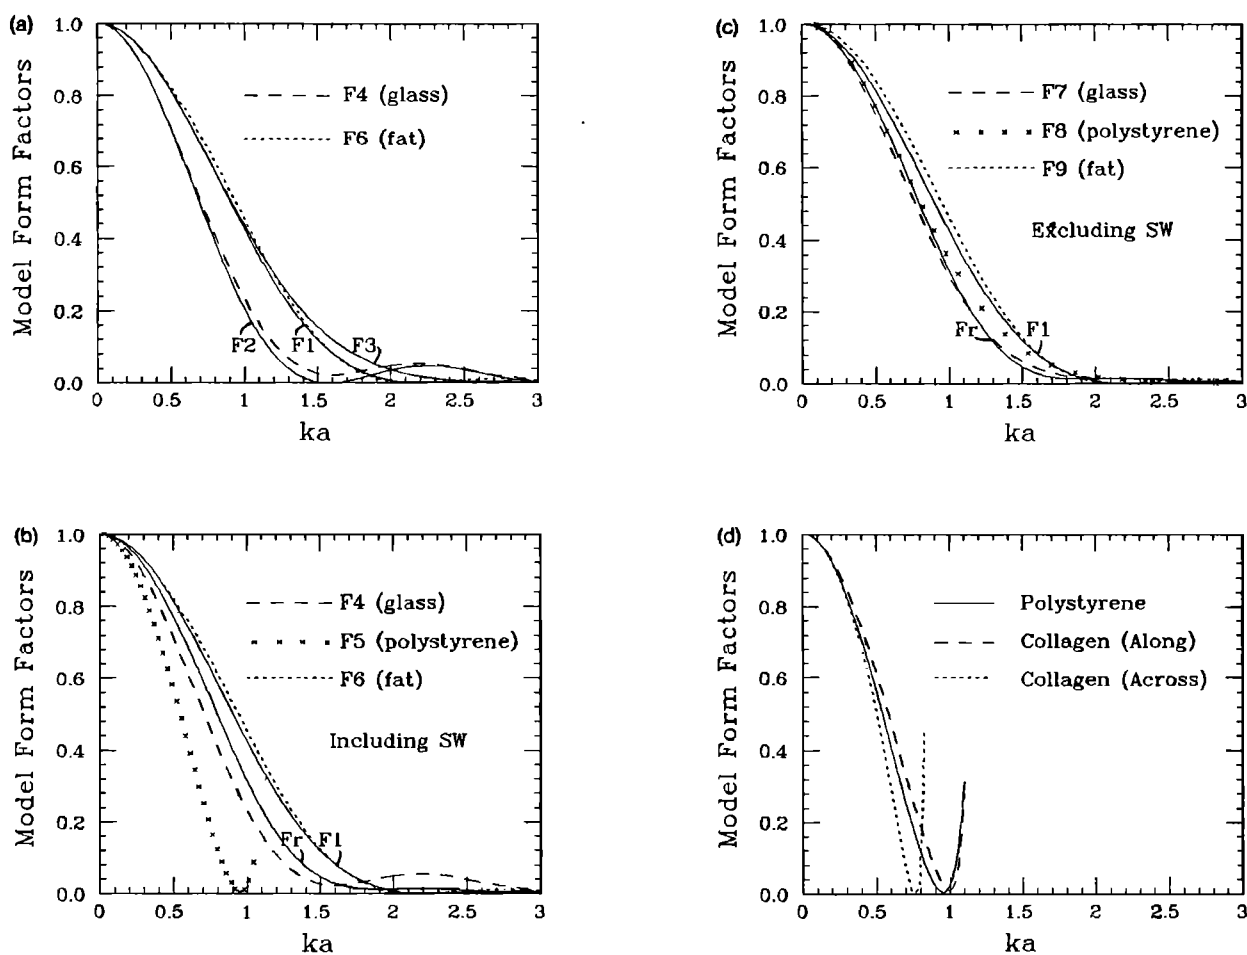 (a)
Model Form Factors
1.0
0.8
0.6
0.4
0.2
0.0
F4 (glass)
F6 (fat)
F2
F1
F3
0
0.5
1
1.5
2
2.5
3
ka
(c)
Model Form Factors
1.0
0.8
0.6
0.4
0.2
0.0
F7 (glass)
F8 (polystyrene)
F9 (fat)
Excluding SW
Fr
F1
0
0.5
1
1.5
2
2.5
3
ka
(b)
Model Form Factors
1.0
0.8
0.6
0.4
0.2
0.0
F4 (glass)
F5 (polystyrene)
F6 (fat)
Including SW
Fr
F1
0
0.5
1
1.5
2
2.5
3
ka
(d)
Model Form Factors
1.0
0.8
0.6
0.4
0.2
0.0
Polystyrene
Collagen (Along)
Collagen (Across)
0
0.5
1
1.5
2
2.5
3
ka